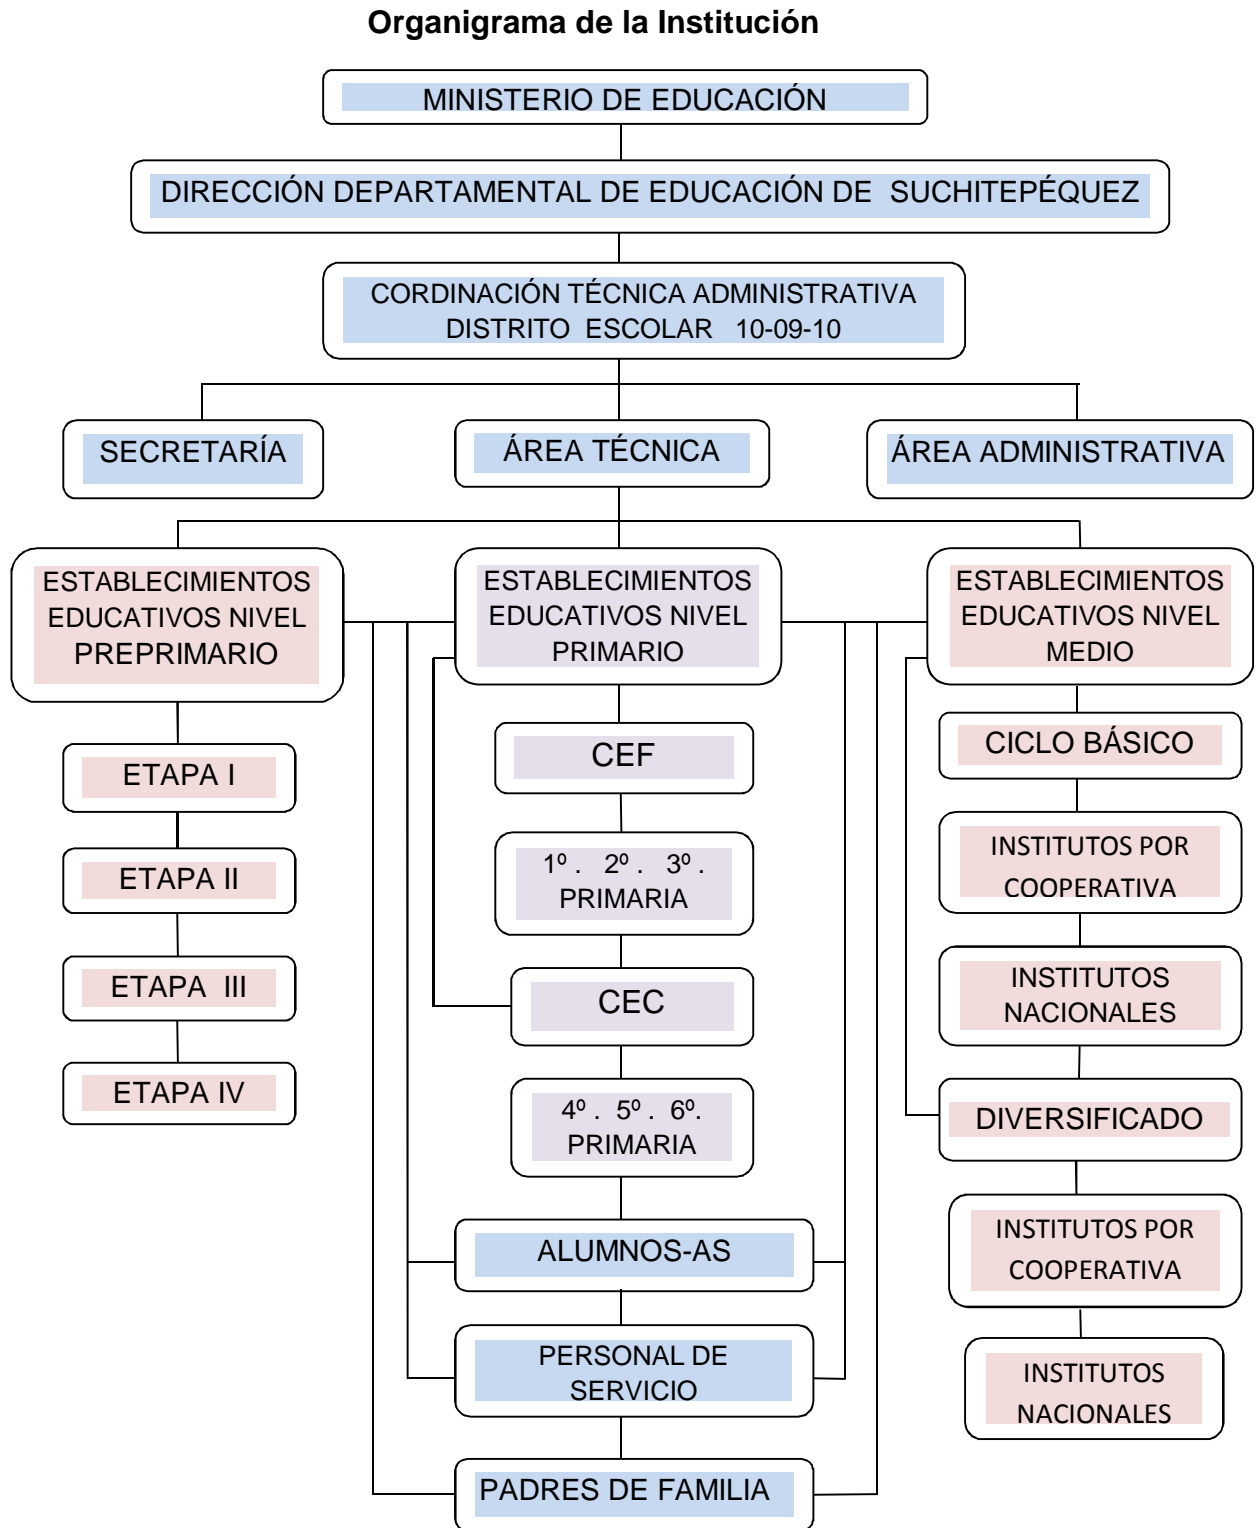 Organigrama de la Institución
MINISTERIO DE EDUCACIÓN
DIRECCIÓN DEPARTAMENTAL DE EDUCACIÓN DE SUCHITEPÉQUEZ
CORDINACIÓN TÉCNICA ADMINISTRATIVA
DISTRITO ESCOLAR 10-09-10
SECRETARÍA
ÁREA TÉCNICA
ÁREA ADMINISTRATIVA
ESTABLECIMIENTOS
EDUCATIVOS NIVEL
PREPRIMARIO
ESTABLECIMIENTOS
EDUCATIVOS NIVEL
PRIMARIO
ESTABLECIMIENTOS
EDUCATIVOS NIVEL
MEDIO
ETAPA I
ETAPA II
ETAPA III
ETAPA IV
CEF
1º . 2º . 3º .
PRIMARIA
CEC
4º . 5º . 6º.
PRIMARIA
ALUMNOS-AS
PERSONAL DE
SERVICIO
PADRES DE FAMILIA
CICLO BÁSICO
INSTITUTOS POR
COOPERATIVA
INSTITUTOS
NACIONALES
DIVERSIFICADO
INSTITUTOS POR
COOPERATIVA
INSTITUTOS
NACIONALES